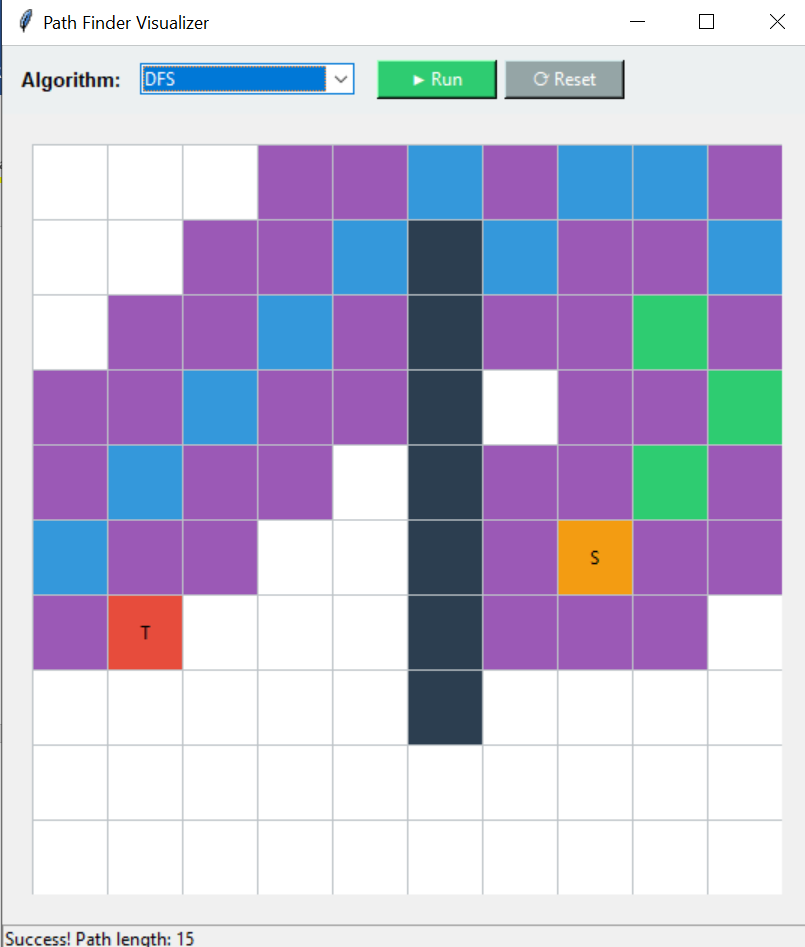 Path Finder Visualizer
Algorithm: DFS ► Run ⟳ Reset
S
T
Success! Path length: 15